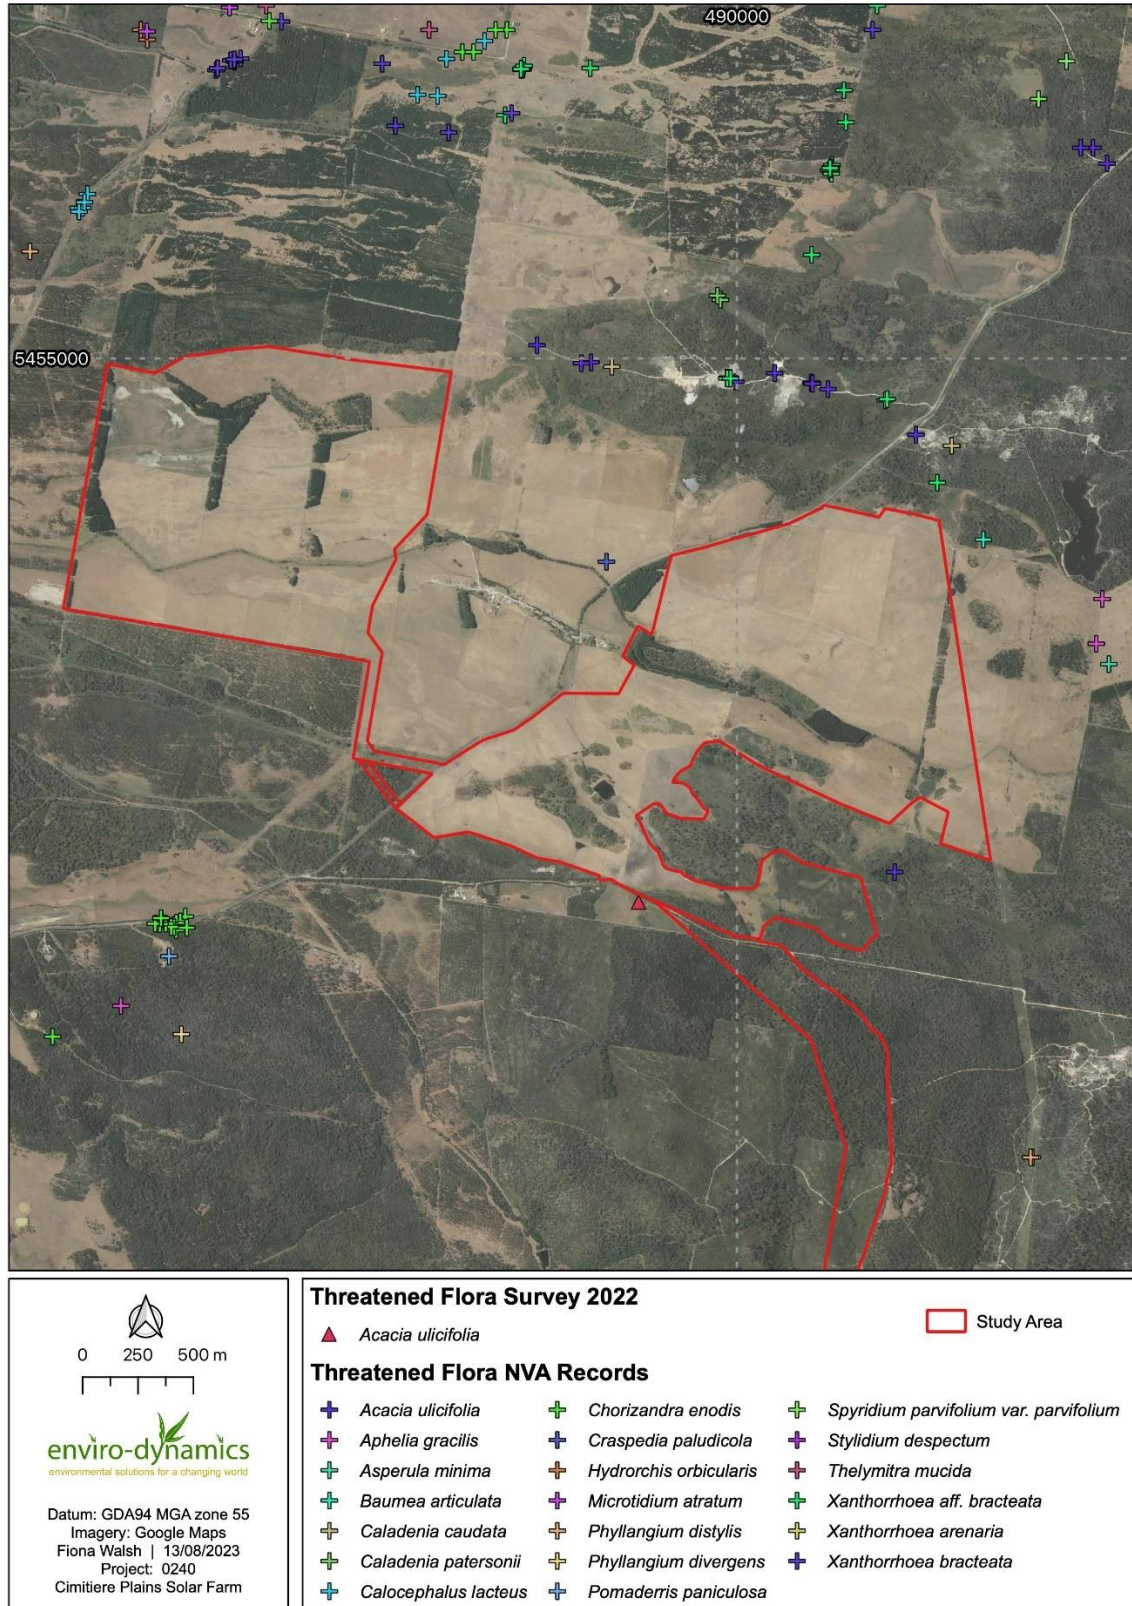 490000
5455000
0 250 500 m
enviro-dynamics
environmental solutions for a changing world
Datum: GDA94 MGA zone 55
Imagery: Google Maps
Fiona Walsh | 13/08/2023
Project: 0240
Cimitiere Plains Solar Farm
Threatened Flora Survey 2022
Acacia ulicifolia
Study Area
Threatened Flora NVA Records
Acacia ulicifolia
Aphelia gracilis
Asperula minima
Baumea articulata
Caladenia caudata
Caladenia patersonii
Calocephalus lacteus
Chorizandra enodis
Craspedia paludicola
Hydrorchis orbicularis
Microtidium atratum
Phyllangium distylis
Phyllangium divergens
Pomaderris paniculosa
Spyridium parvifolium var. parvifolium
Stylidium despectum
Thelymitra mucida
Xanthorrhoea aff. bracteata
Xanthorrhoea arenaria
Xanthorrhoea bracteata